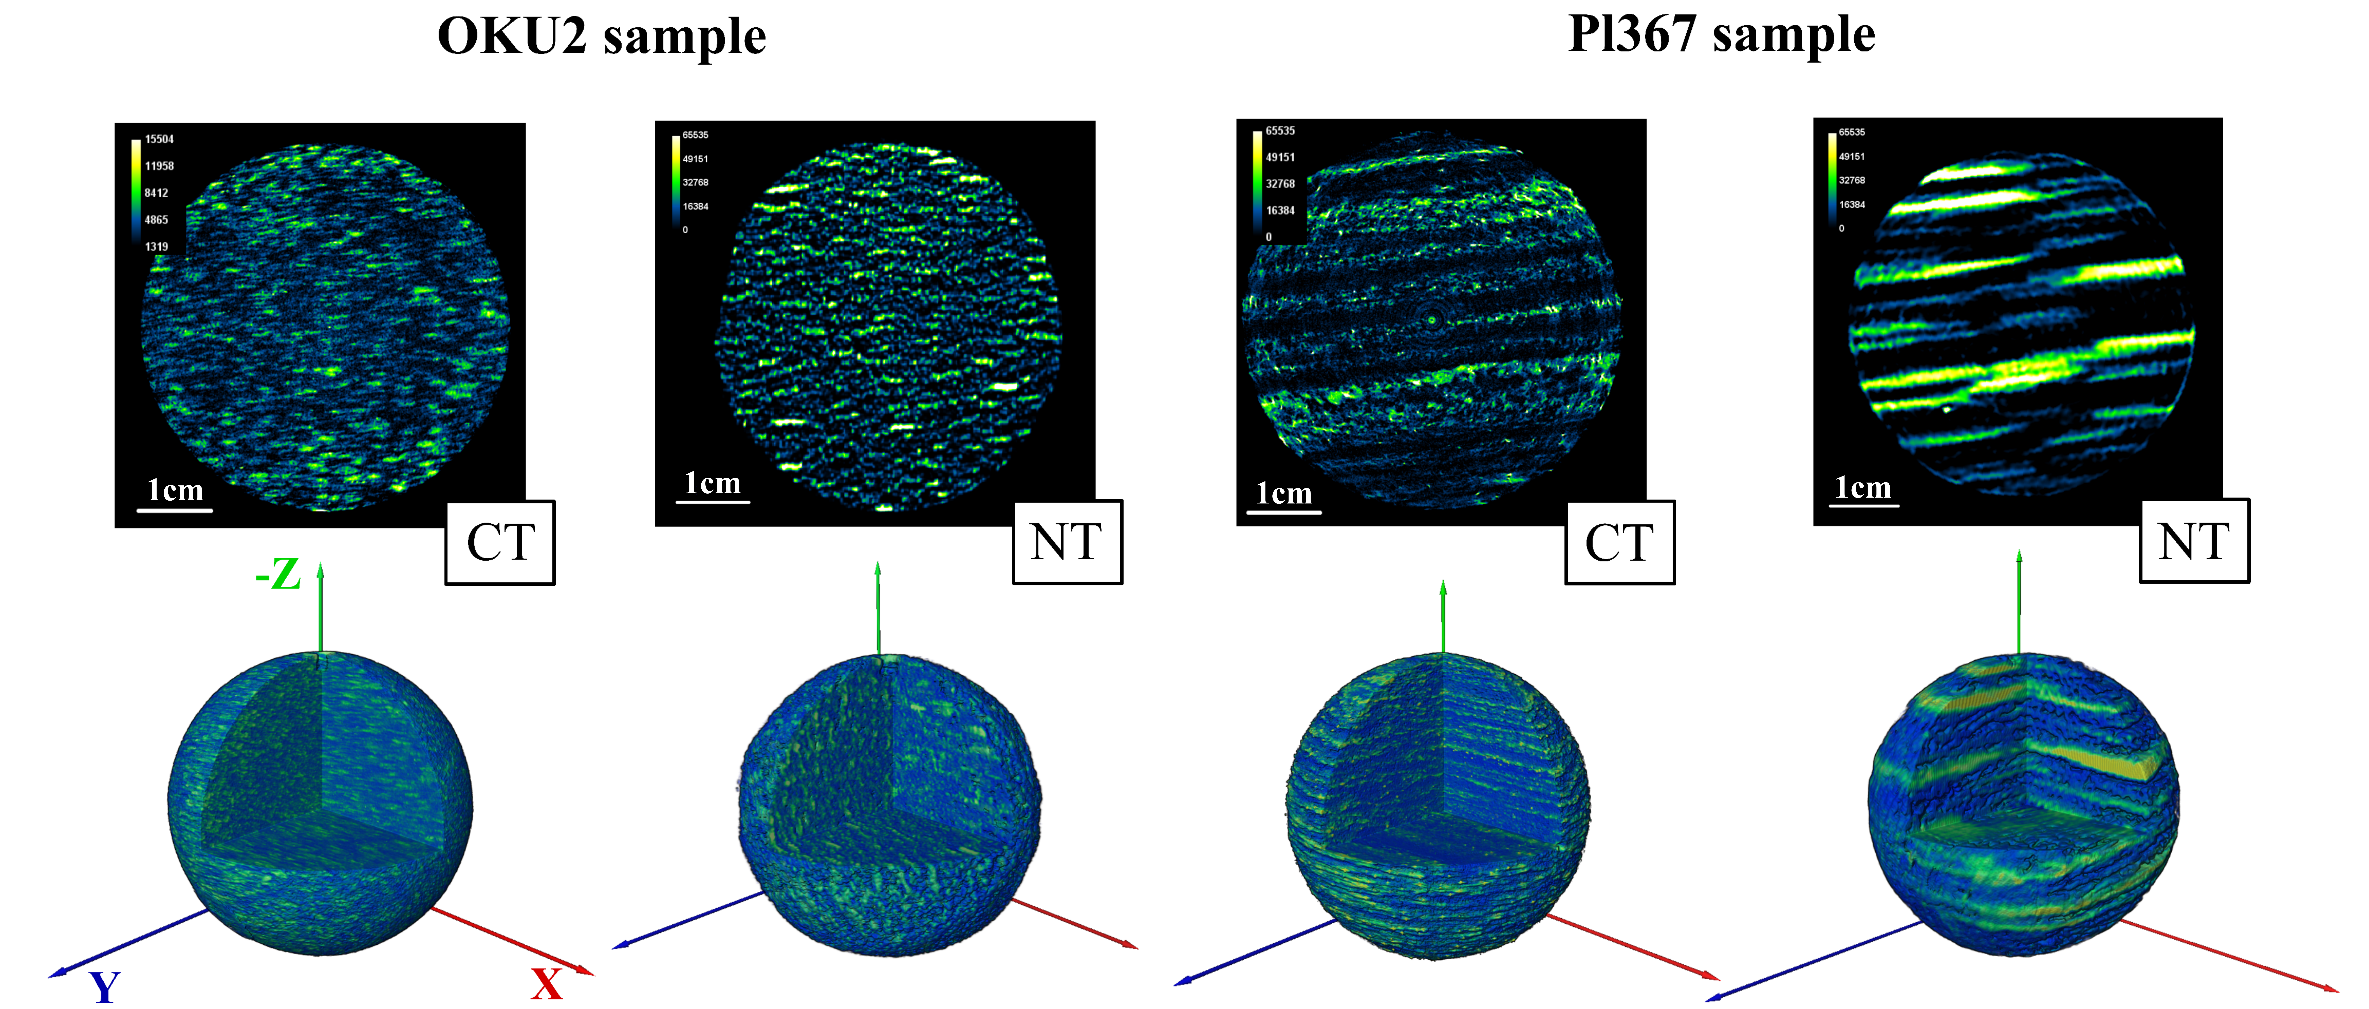 OKU2 sample
Pl367 sample
15504
11958
8412
4865
1319
1cm
CT
65535
49151
32768
16384
0
1cm
NT
65535
49151
32768
16384
0
1cm
CT
65535
49151
32768
16384
0
1cm
NT
-Z
Y
X